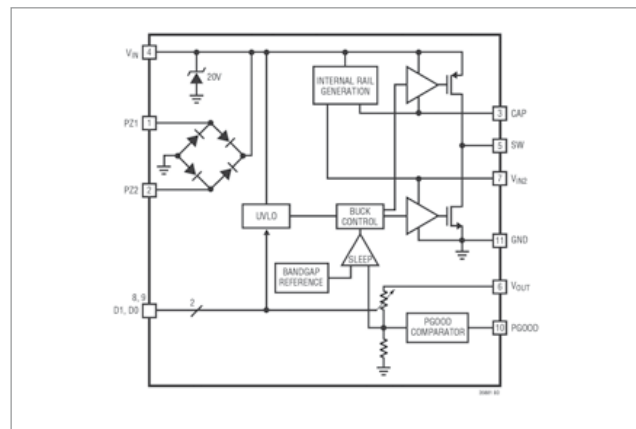 VIN
4
20V
INTERNAL RAIL
GENERATION
PZ1
1
3
CAP
5
SW
PZ2
2
7
VIN2
UVLO
BUCK
CONTROL
11
GND
SLEEP
BANDGAP
REFERENCE
6
VOUT
8, 9
D1, D0
2
PGOOD
COMPARATOR
10
PGOOD